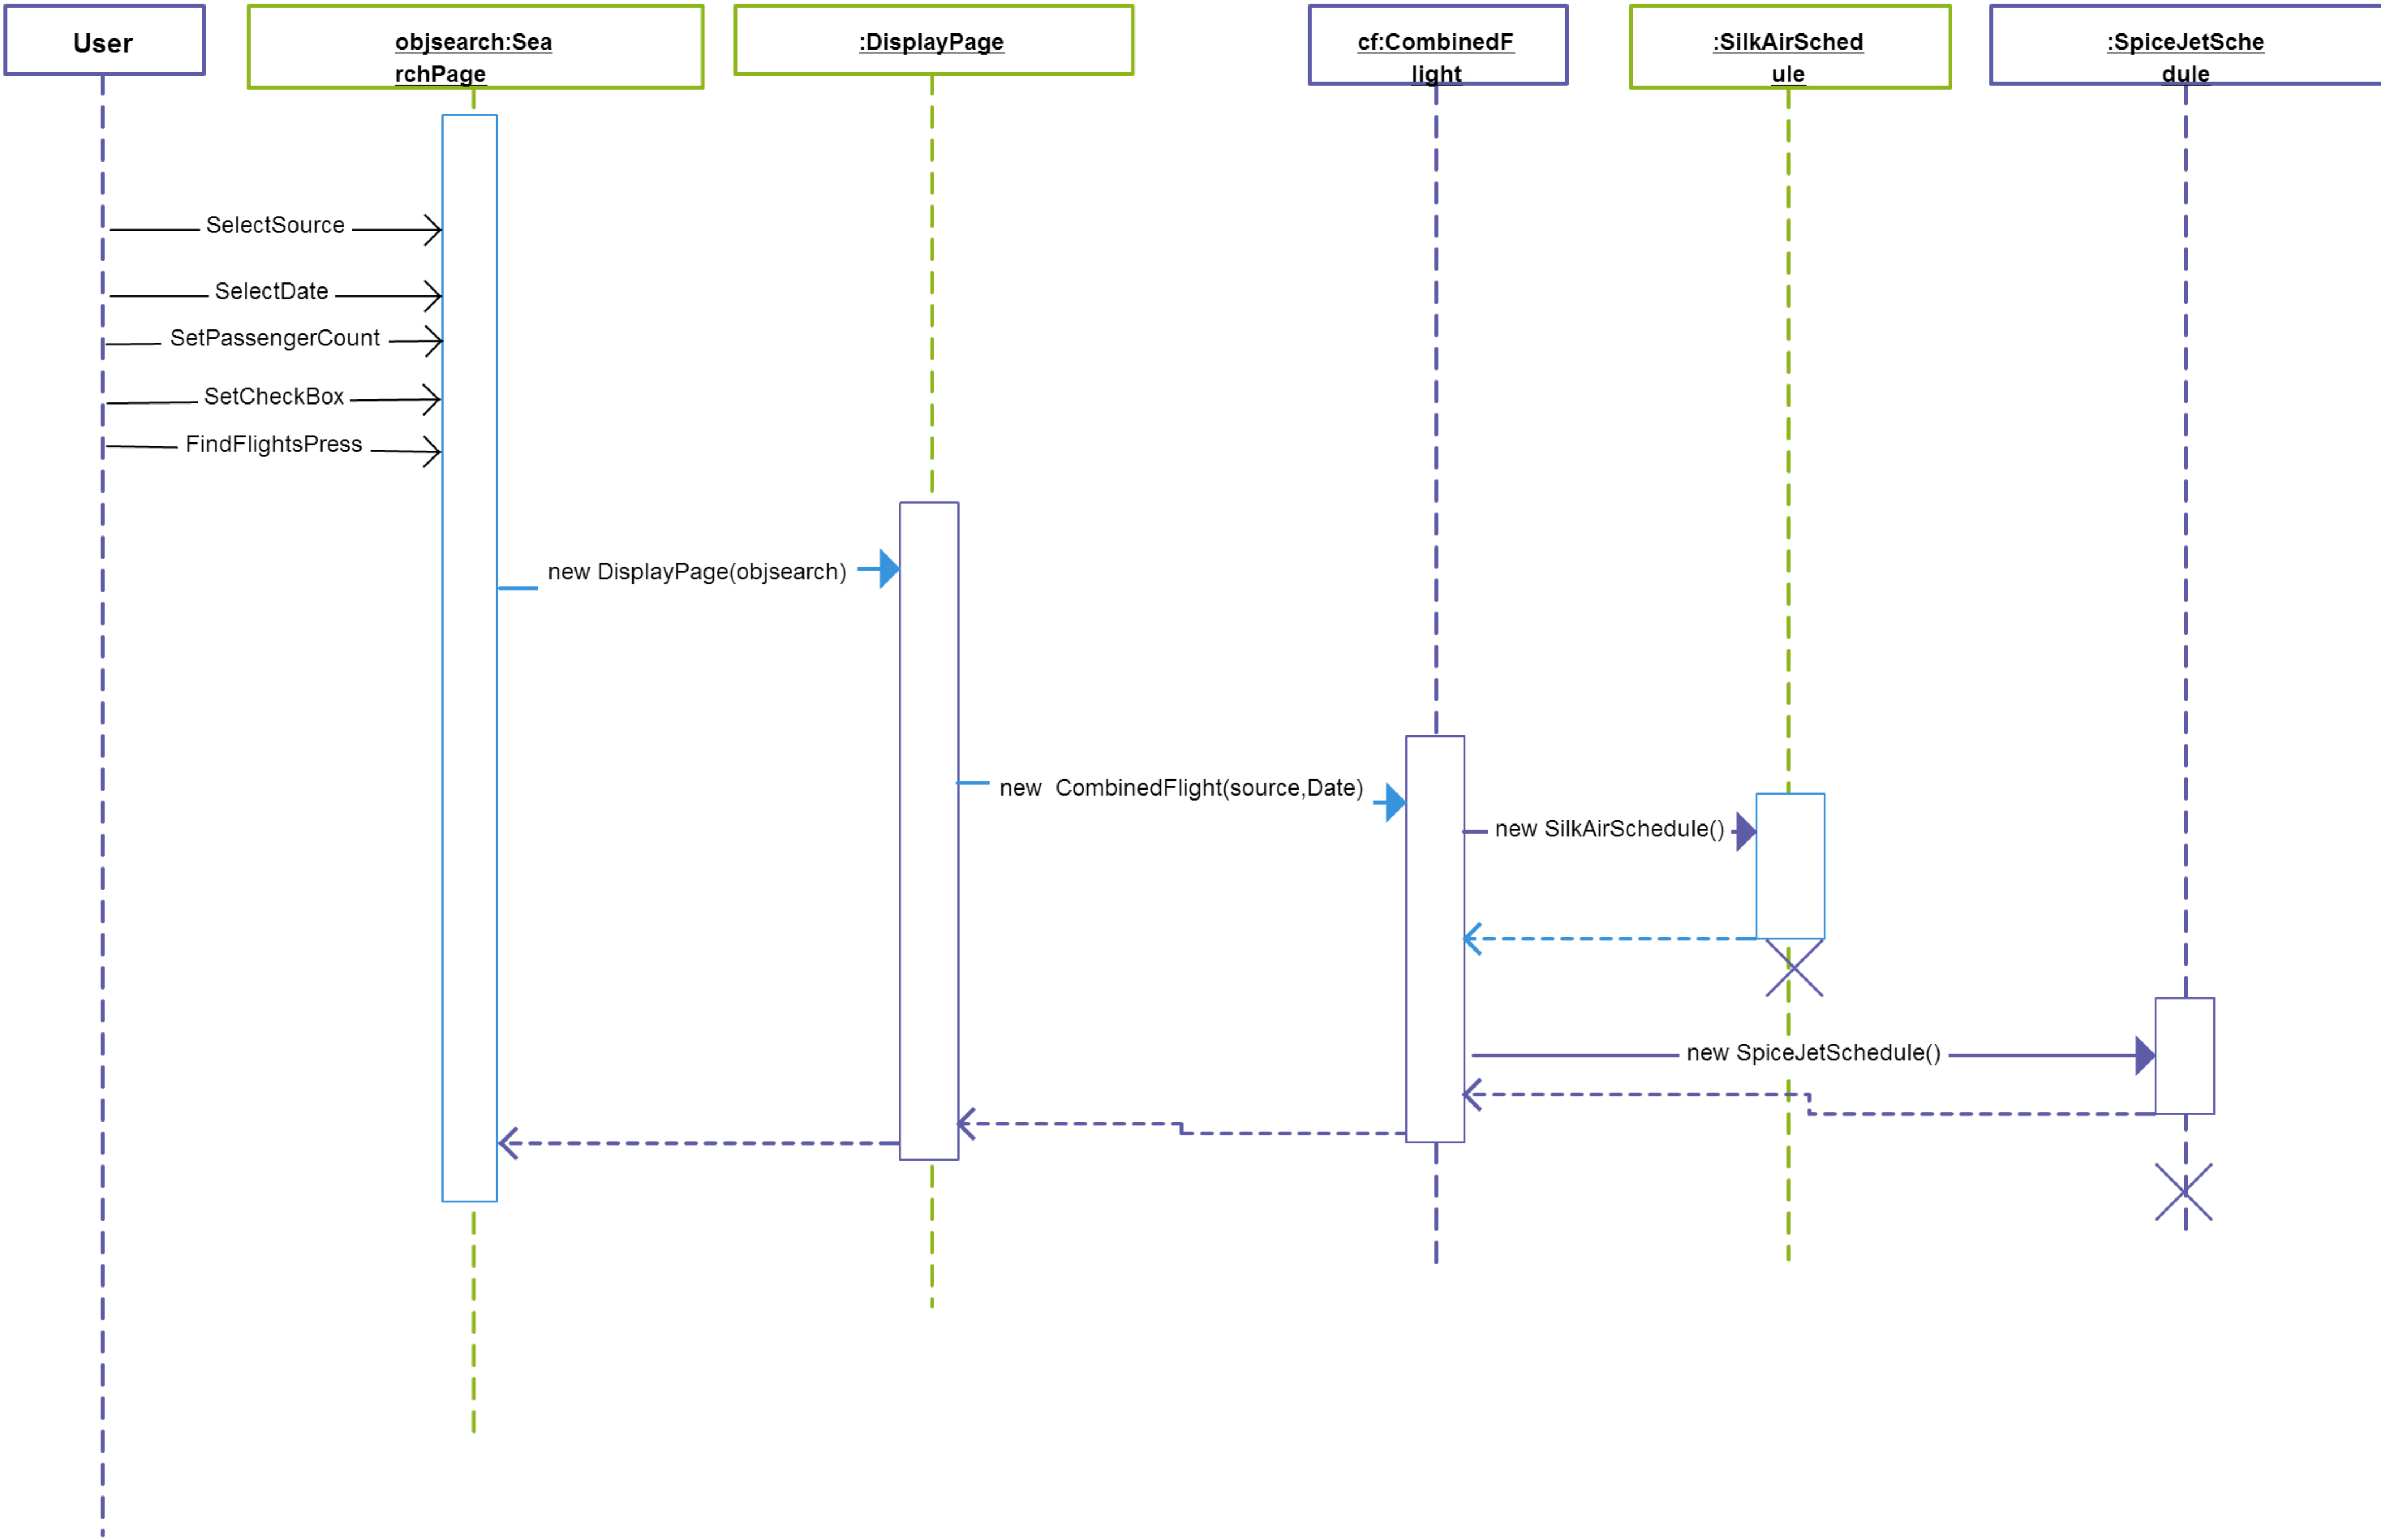 User
objsearch:Sea
rchPage
:DisplayPage
cf:CombinedF
light
:SilkAirSched
ule
:SpiceJetSche
dule
SelectSource
SelectDate
SetPassengerCount
SetCheckBox
FindFlightsPress
new DisplayPage(objsearch)
new  CombinedFlight(source,Date)
new SilkAirSchedule()
new SpiceJetSchedule()